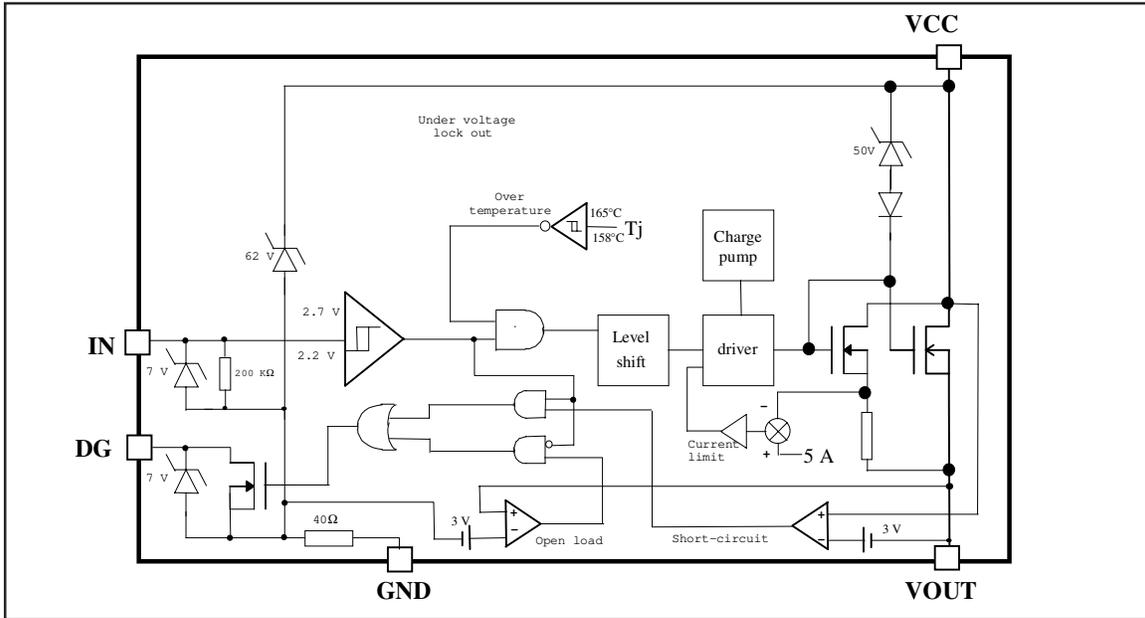 VCC
Under voltage
lock out
50V
Over
temperature
165°C
158°C
Tj
Charge
pump
62 V
2.7 V
IN
2.2 V
Level
shift
driver
7 V
200 KΩ
DG
Current
limit
−
+
5 A
7 V
40Ω
3 V
+
−
Open load
Short-circuit
+
−
3 V
GND
VOUT